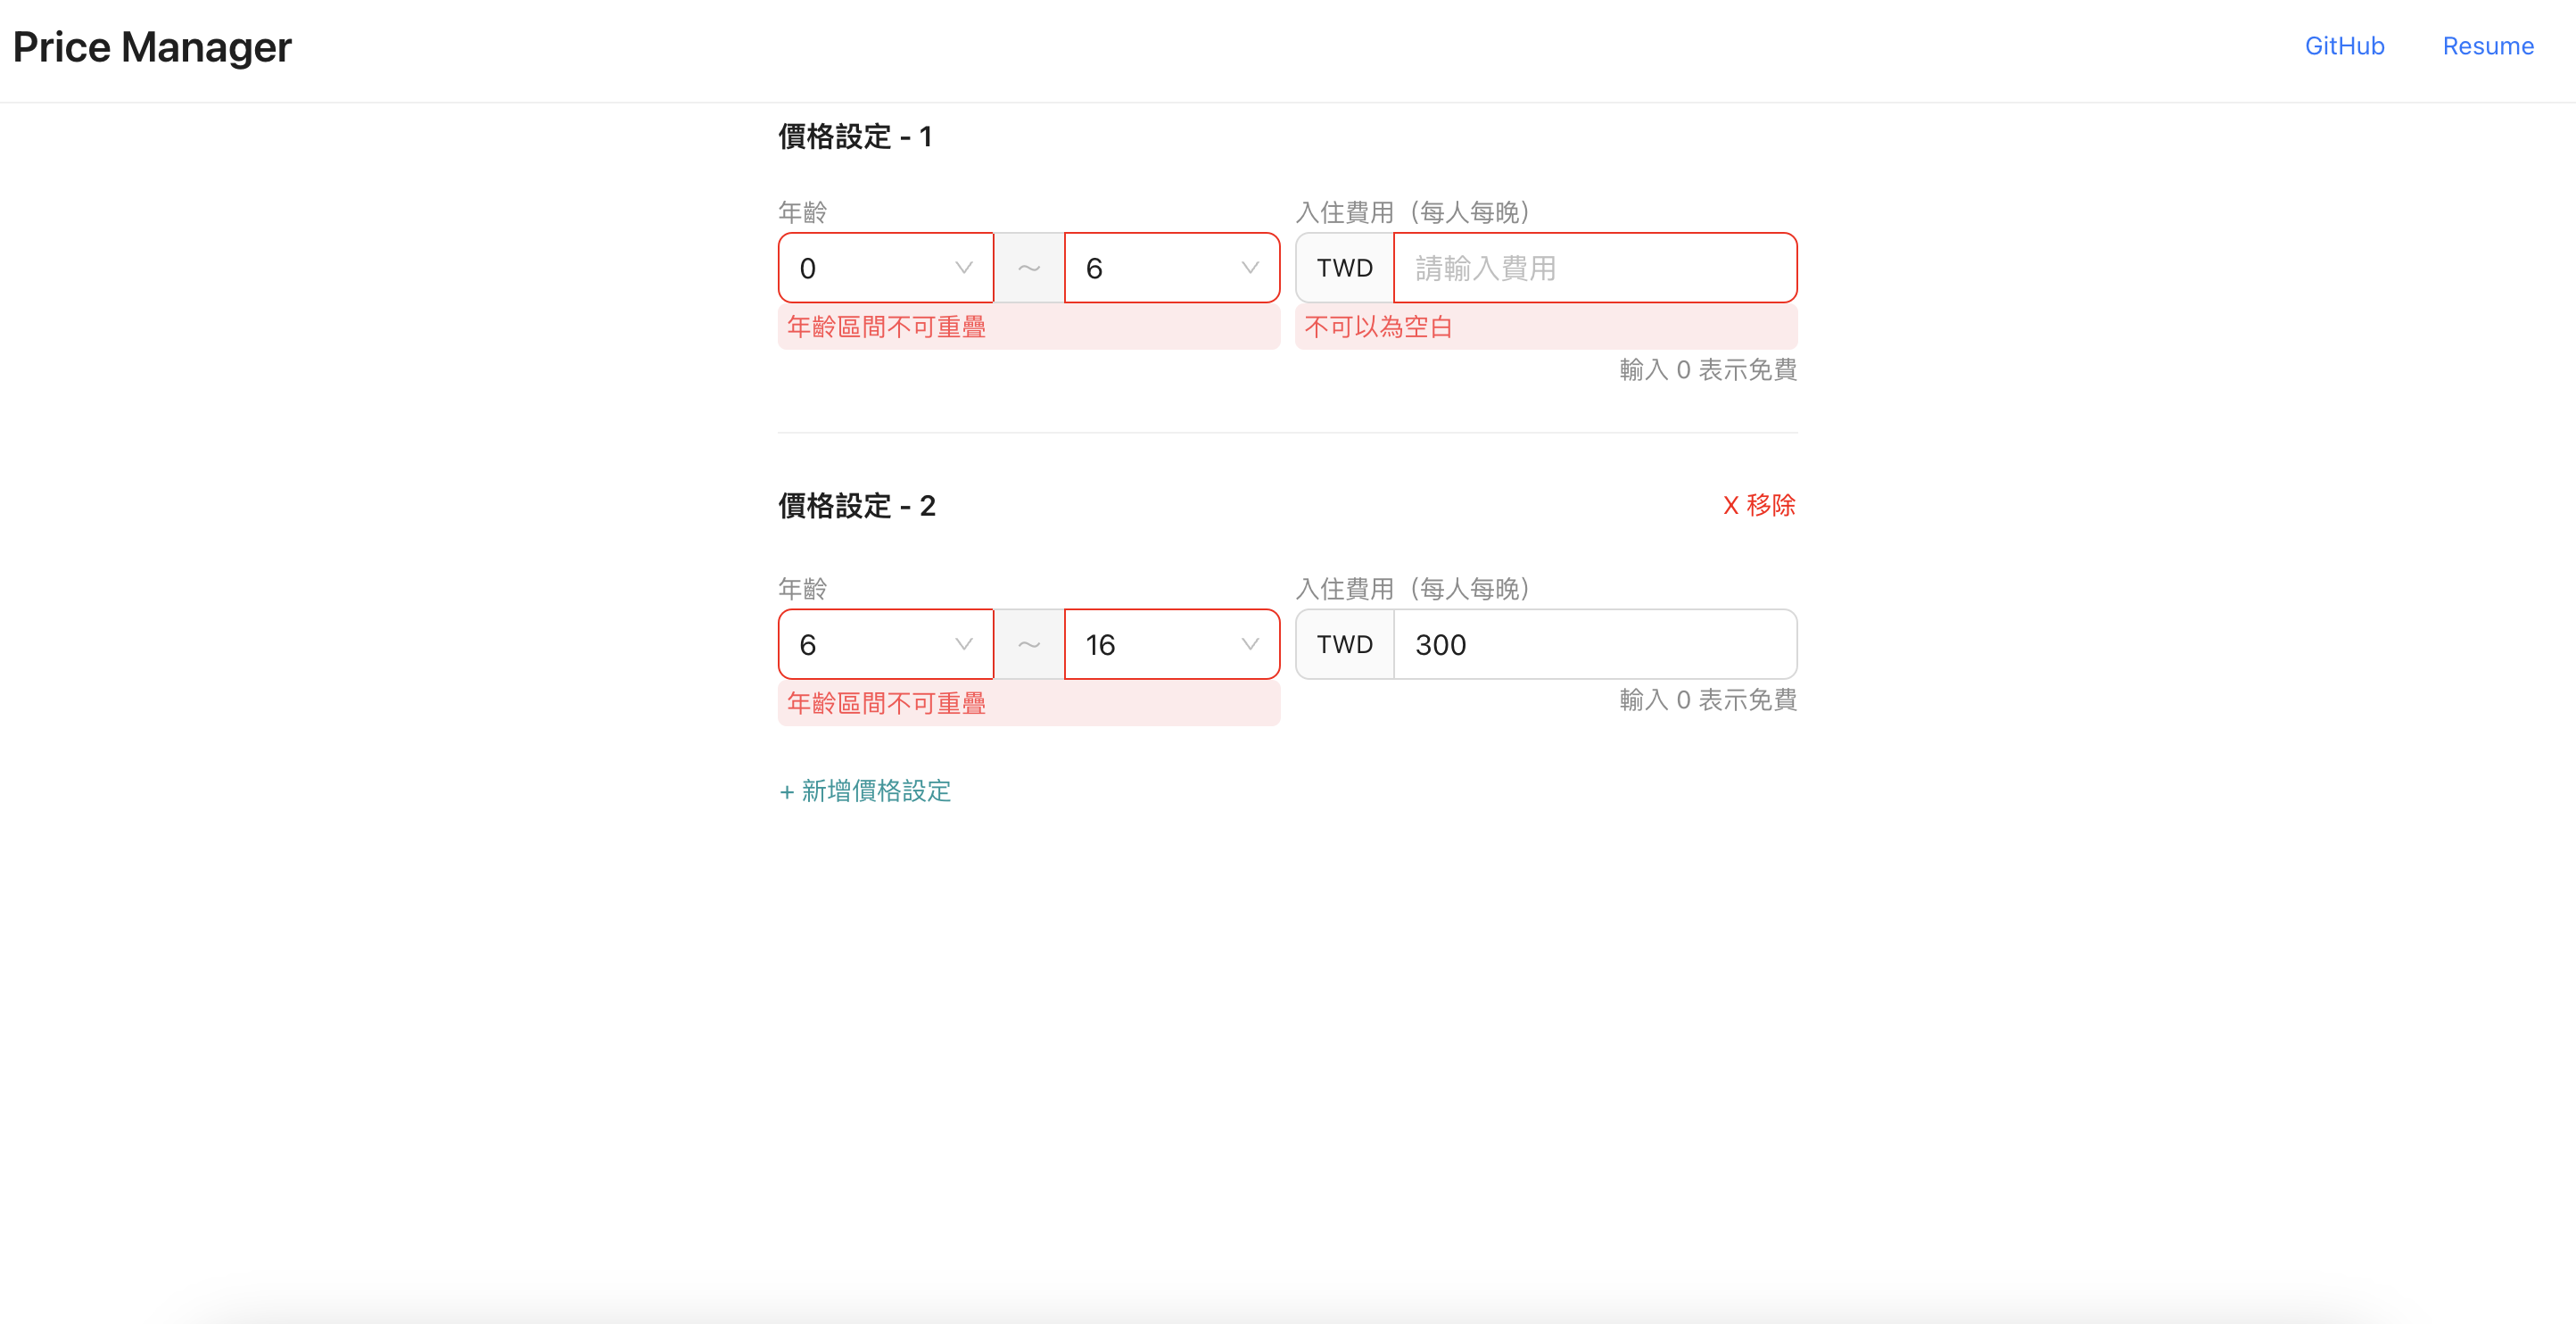 Price Manager
GitHub
Resume
價格設定 - 1
年齡
入住費用（每人每晚）
0
～
6
TWD
請輸入費用
年齡區間不可重疊
不可以為空白
輸入 0 表示免費
價格設定 - 2
X 移除
年齡
入住費用（每人每晚）
6
～
16
TWD
300
年齡區間不可重疊
輸入 0 表示免費
+ 新增價格設定